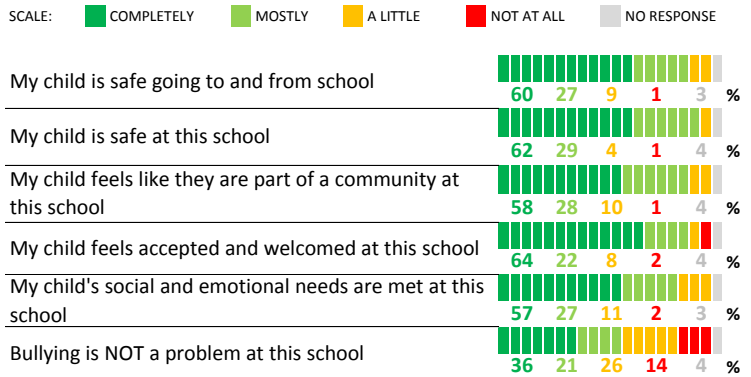 SCALE: COMPLETELY MOSTLY A LITTLE NOT AT ALL NO RESPONSE
My child is safe going to and from school
60 27 9 1 3 %
My child is safe at this school
62 29 4 1 4 %
My child feels like they are part of a community at
this school
58 28 10 1 4 %
My child feels accepted and welcomed at this school
64 22 8 2 4 %
My child's social and emotional needs are met at this
school
57 27 11 2 3 %
Bullying is NOT a problem at this school
36 21 26 14 4 %